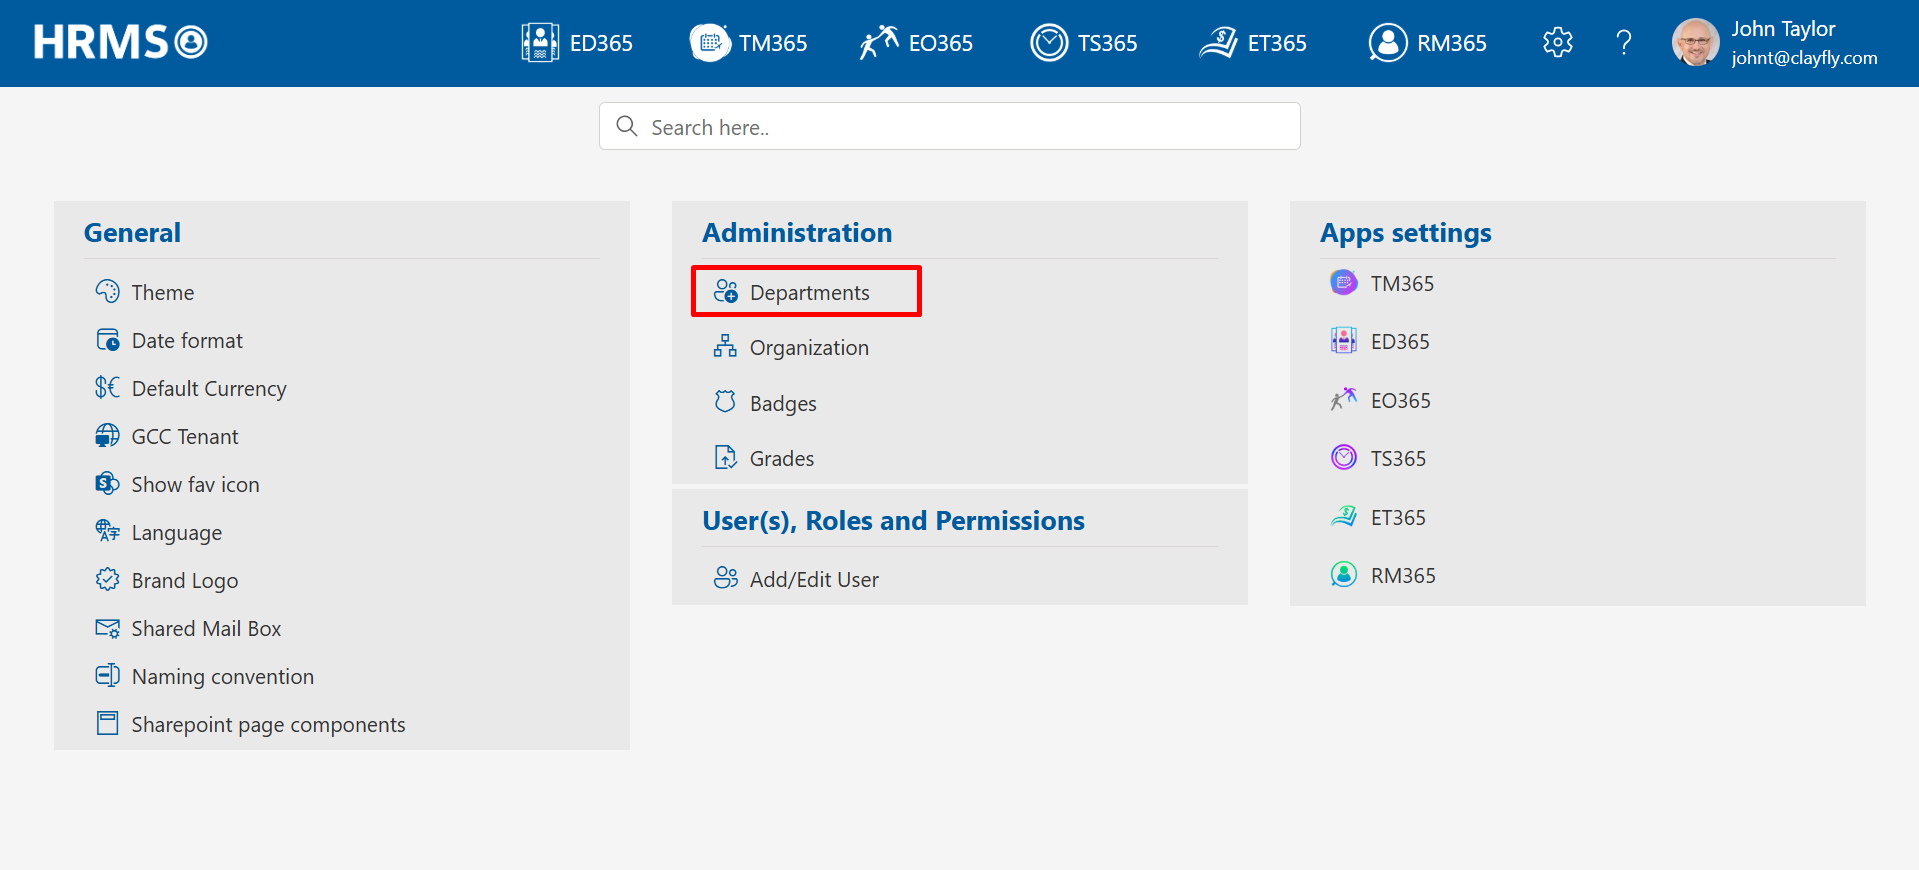 HRMS
ED365
TM365
EO365
TS365
ET365
RM365
John Taylor
johnt@clayfly.com
Search here..
General
Theme
Date format
Default Currency
GCC Tenant
Show fav icon
Language
Brand Logo
Shared Mail Box
Naming convention
Sharepoint page components
Administration
Departments
Organization
Badges
Grades
User(s), Roles and Permissions
Add/Edit User
Apps settings
TM365
ED365
EO365
TS365
ET365
RM365